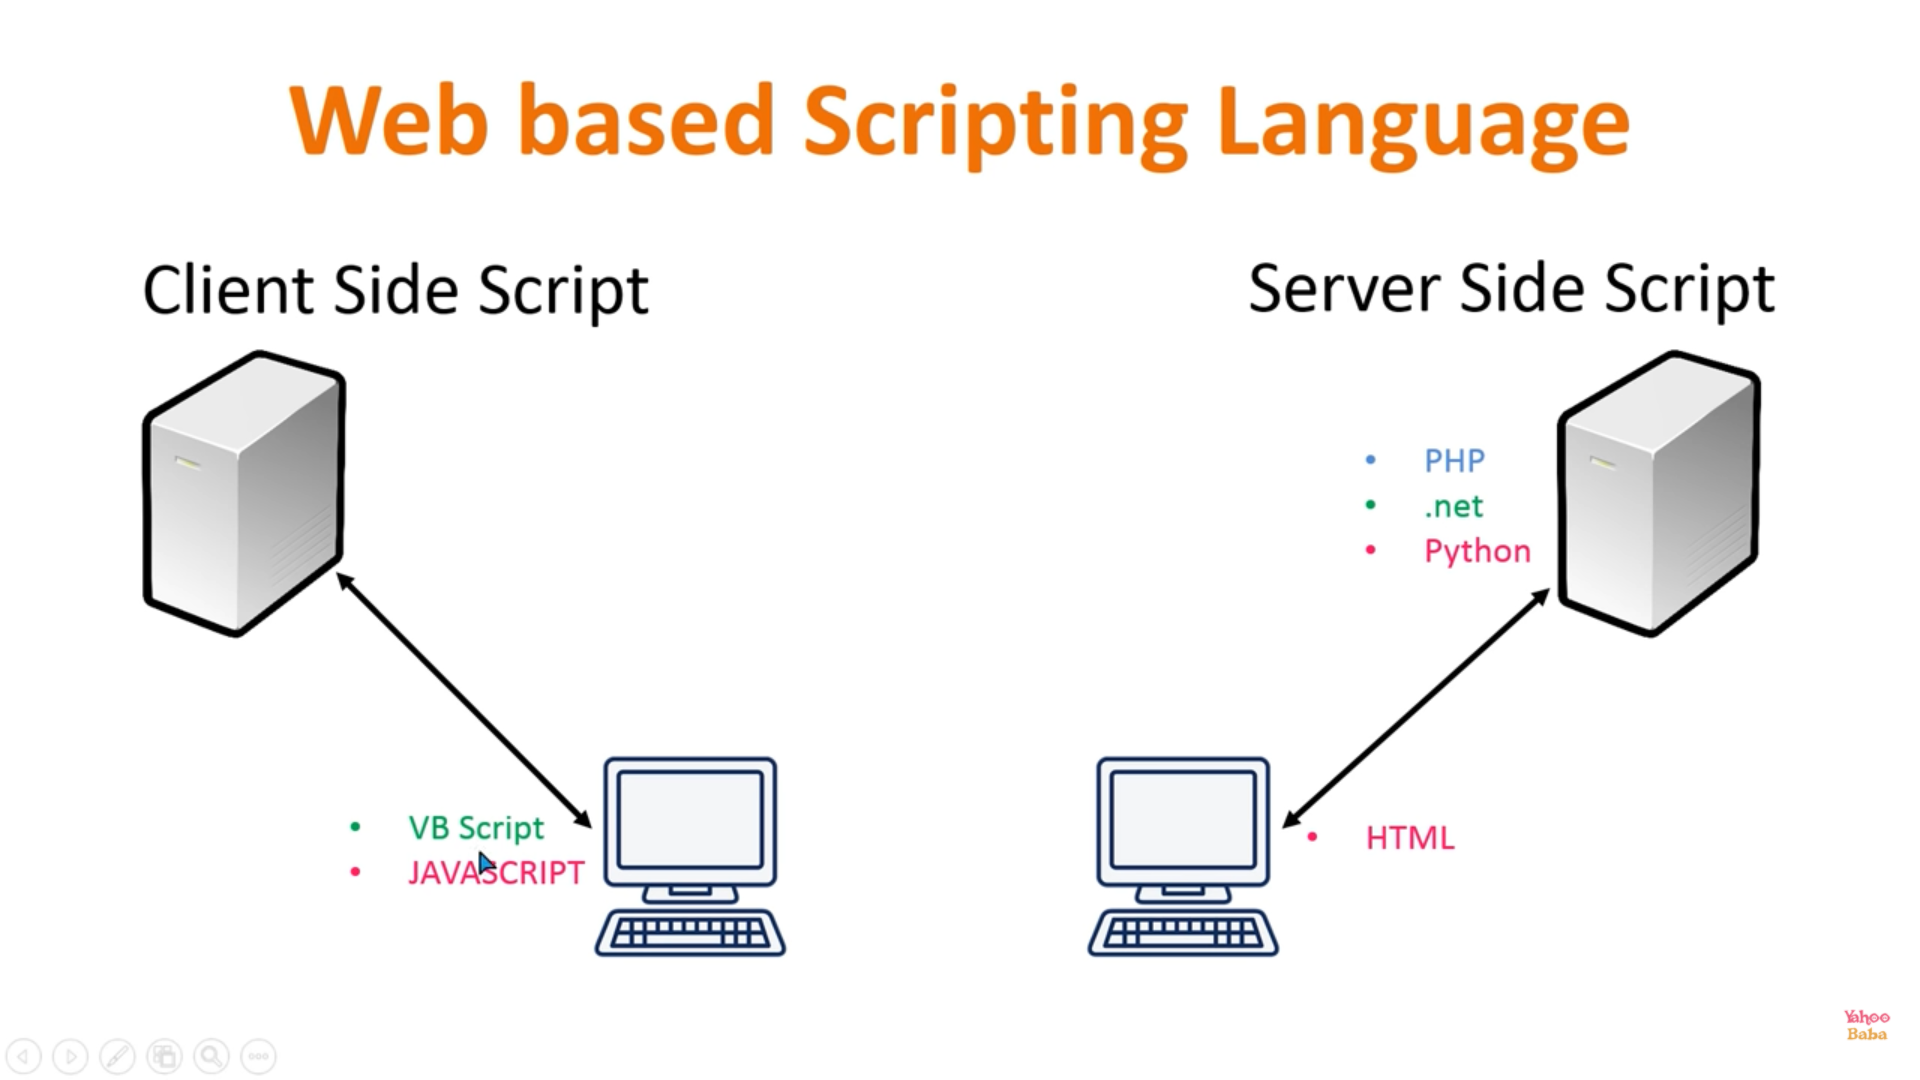 Web based Scripting Language
Client Side Script
VB Script
JAVASCRIPT
Server Side Script
PHP
.net
Python
HTML
Yahoo
Baba